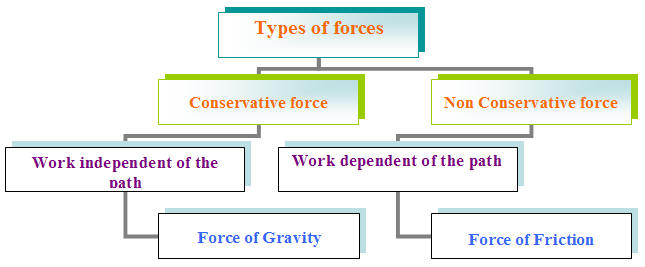 Types of forces
Conservative force
Non Conservative force
Work independent of the
path
Work dependent of the path
Force of Gravity
Force of Friction